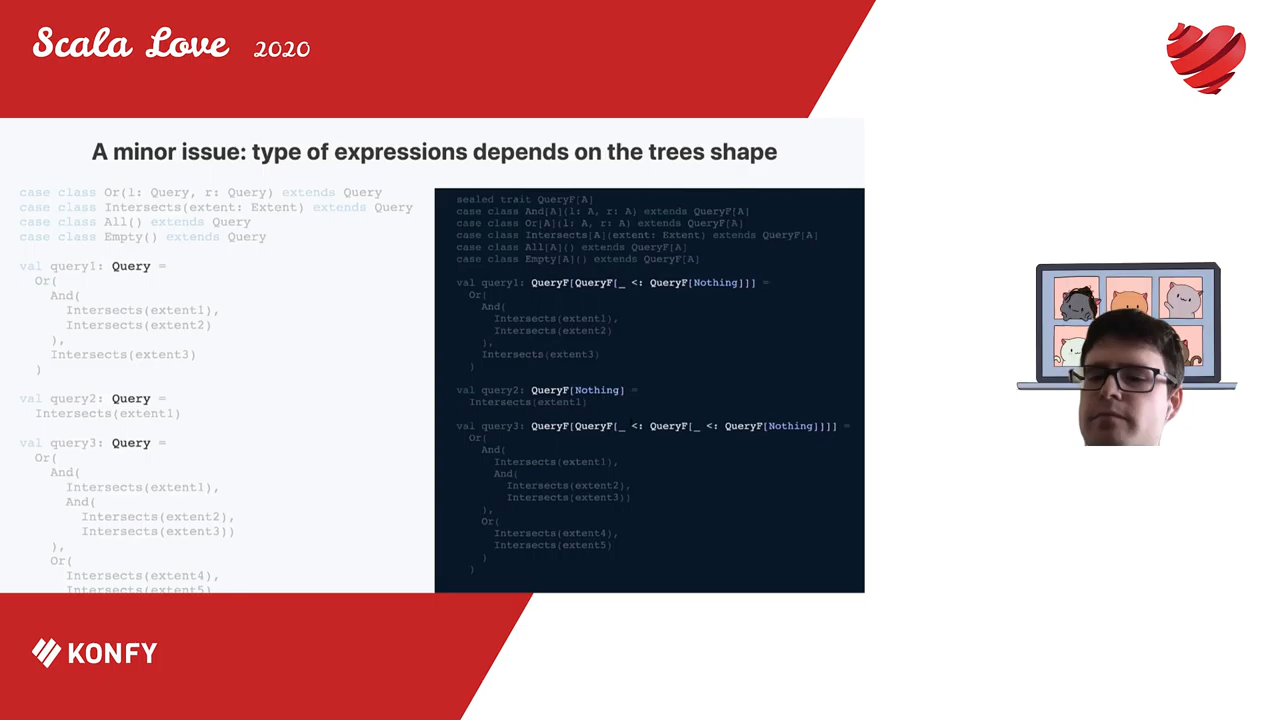 Scala Love 2020
A minor issue: type of expressions depends on the trees shape
case class Or(l: Query, r: Query) extends Query
case class Intersects(extent: Extent) extends Query
case class All() extends Query
case class Empty() extends Query
val query1: Query =
Or(
And(
Intersects(extent1),
Intersects(extent2)
),
Intersects(extent3)
)
val query2: Query =
Intersects(extent1)
val query3: Query =
Or(
And(
Intersects(extent1),
And(
Intersects(extent2),
Intersects(extent3))
),
Or(
Intersects(extent4),
Intersects(extent5)
sealed trait QueryF[A]
case class And[A](l: A, r: A) extends QueryF[A]
case class Or[A](l: A, r: A) extends QueryF[A]
case class Intersects[A](extent: Extent) extends QueryF[A]
case class All[A]() extends QueryF[A]
case class Empty[A]() extends QueryF[A]
val query1: QueryF[QueryF[_ <: QueryF[Nothing]]] =
Or(
And(
Intersects(extent1),
Intersects(extent2)
),
Intersects(extent3)
)
val query2: QueryF[Nothing] =
Intersects(extent1)
val query3: QueryF[QueryF[_ <: QueryF[_ <: QueryF[Nothing]]]] =
Or(
And(
Intersects(extent1),
And(
Intersects(extent2),
Intersects(extent3))
),
Or(
Intersects(extent4),
Intersects(extent5)
)
)
KONFY